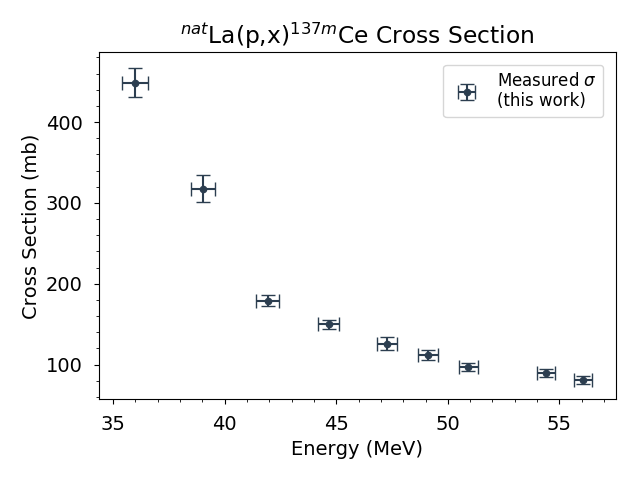 natLa(p,x)137mCe Cross Section
Measured σ
(this work)
Cross Section (mb)
400
300
200
100
35 40 45 50 55
Energy (MeV)